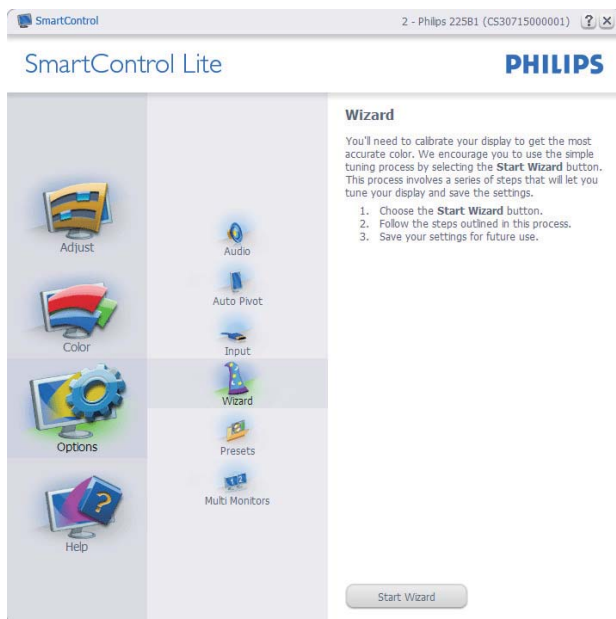 SmartControl
2 - Philips 225B1 (CS30715000001)
?
SmartControl Lite
PHILIPS
Adjust
Color
Options
?
Help
Audio
Auto Pivot
Input
Wizard
Presets
1 2
Multi Monitors
Wizard
You'll need to calibrate your display to get the most
accurate color. We encourage you to use the simple
tuning process by selecting the Start Wizard button.
This process involves a series of steps that will let you
tune your display and save the settings.
1. Choose the Start Wizard button.
2. Follow the steps outlined in this process.
3. Save your settings for future use.
Start Wizard